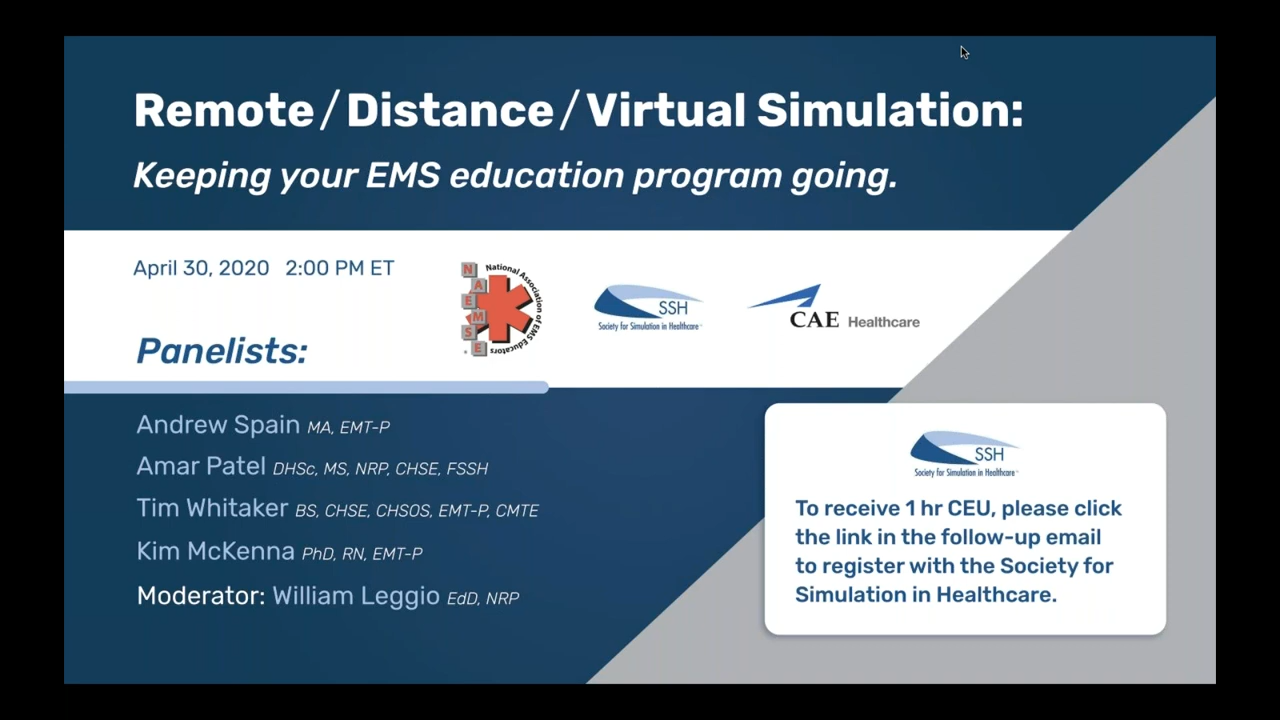 Remote/Distance/Virtual Simulation:
Keeping your EMS education program going.
April 30, 2020 2:00 PM ET
NAEMSE
National Association of EMS Educators
SSH
Society for Simulation in Healthcare
CAE Healthcare
Panelists:
Andrew Spain MA, EMT-P
Amar Patel DHSc, MS, NRP, CHSE, FSSH
Tim Whitaker BS, CHSE, CHSOS, EMT-P, CMTE
Kim McKenna PhD, RN, EMT-P
Moderator: William Leggio EdD, NRP
SSH
Society for Simulation in Healthcare
To receive 1 hr CEU, please click
the link in the follow-up email
to register with the Society for
Simulation in Healthcare.